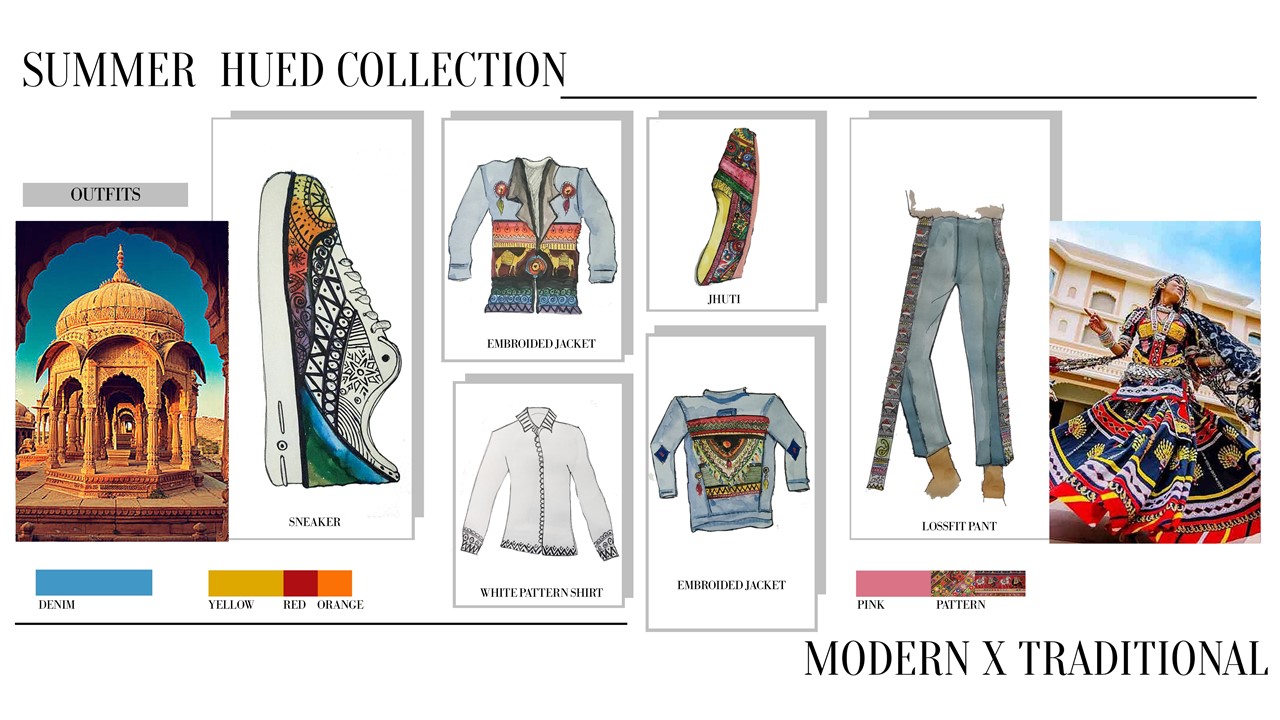 SUMMER HUED COLLECTION
OUTFITS
SNEAKER
EMBROIDED JACKET
JHUTI
WHITE PATTERN SHIRT
EMBROIDED JACKET
LOSSFIT PANT
DENIM
YELLOW
RED
ORANGE
PINK
PATTERN
MODERN X TRADITIONAL